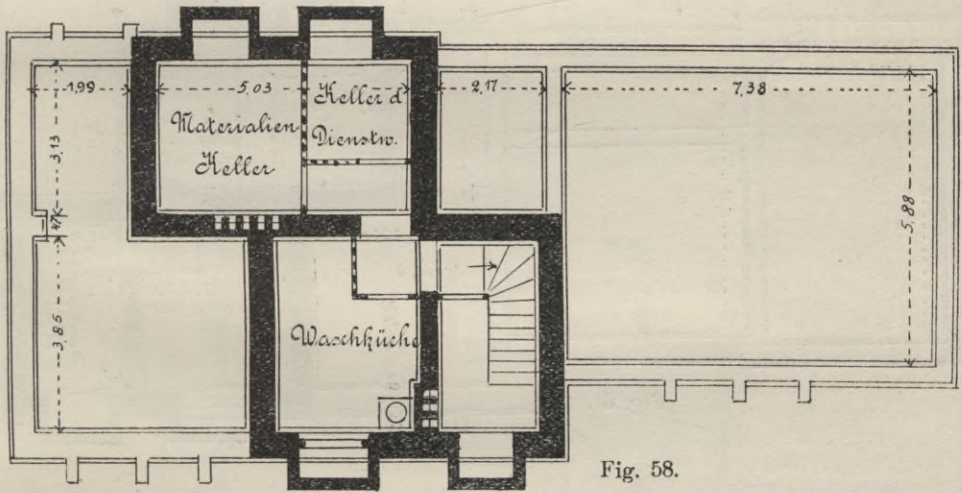 1,99
5,03
Keller d.
2,17
7,38
Materialien
Dienstw.
Keller
3,13
47
5,88
3,85
Waschküche
Fig. 58.